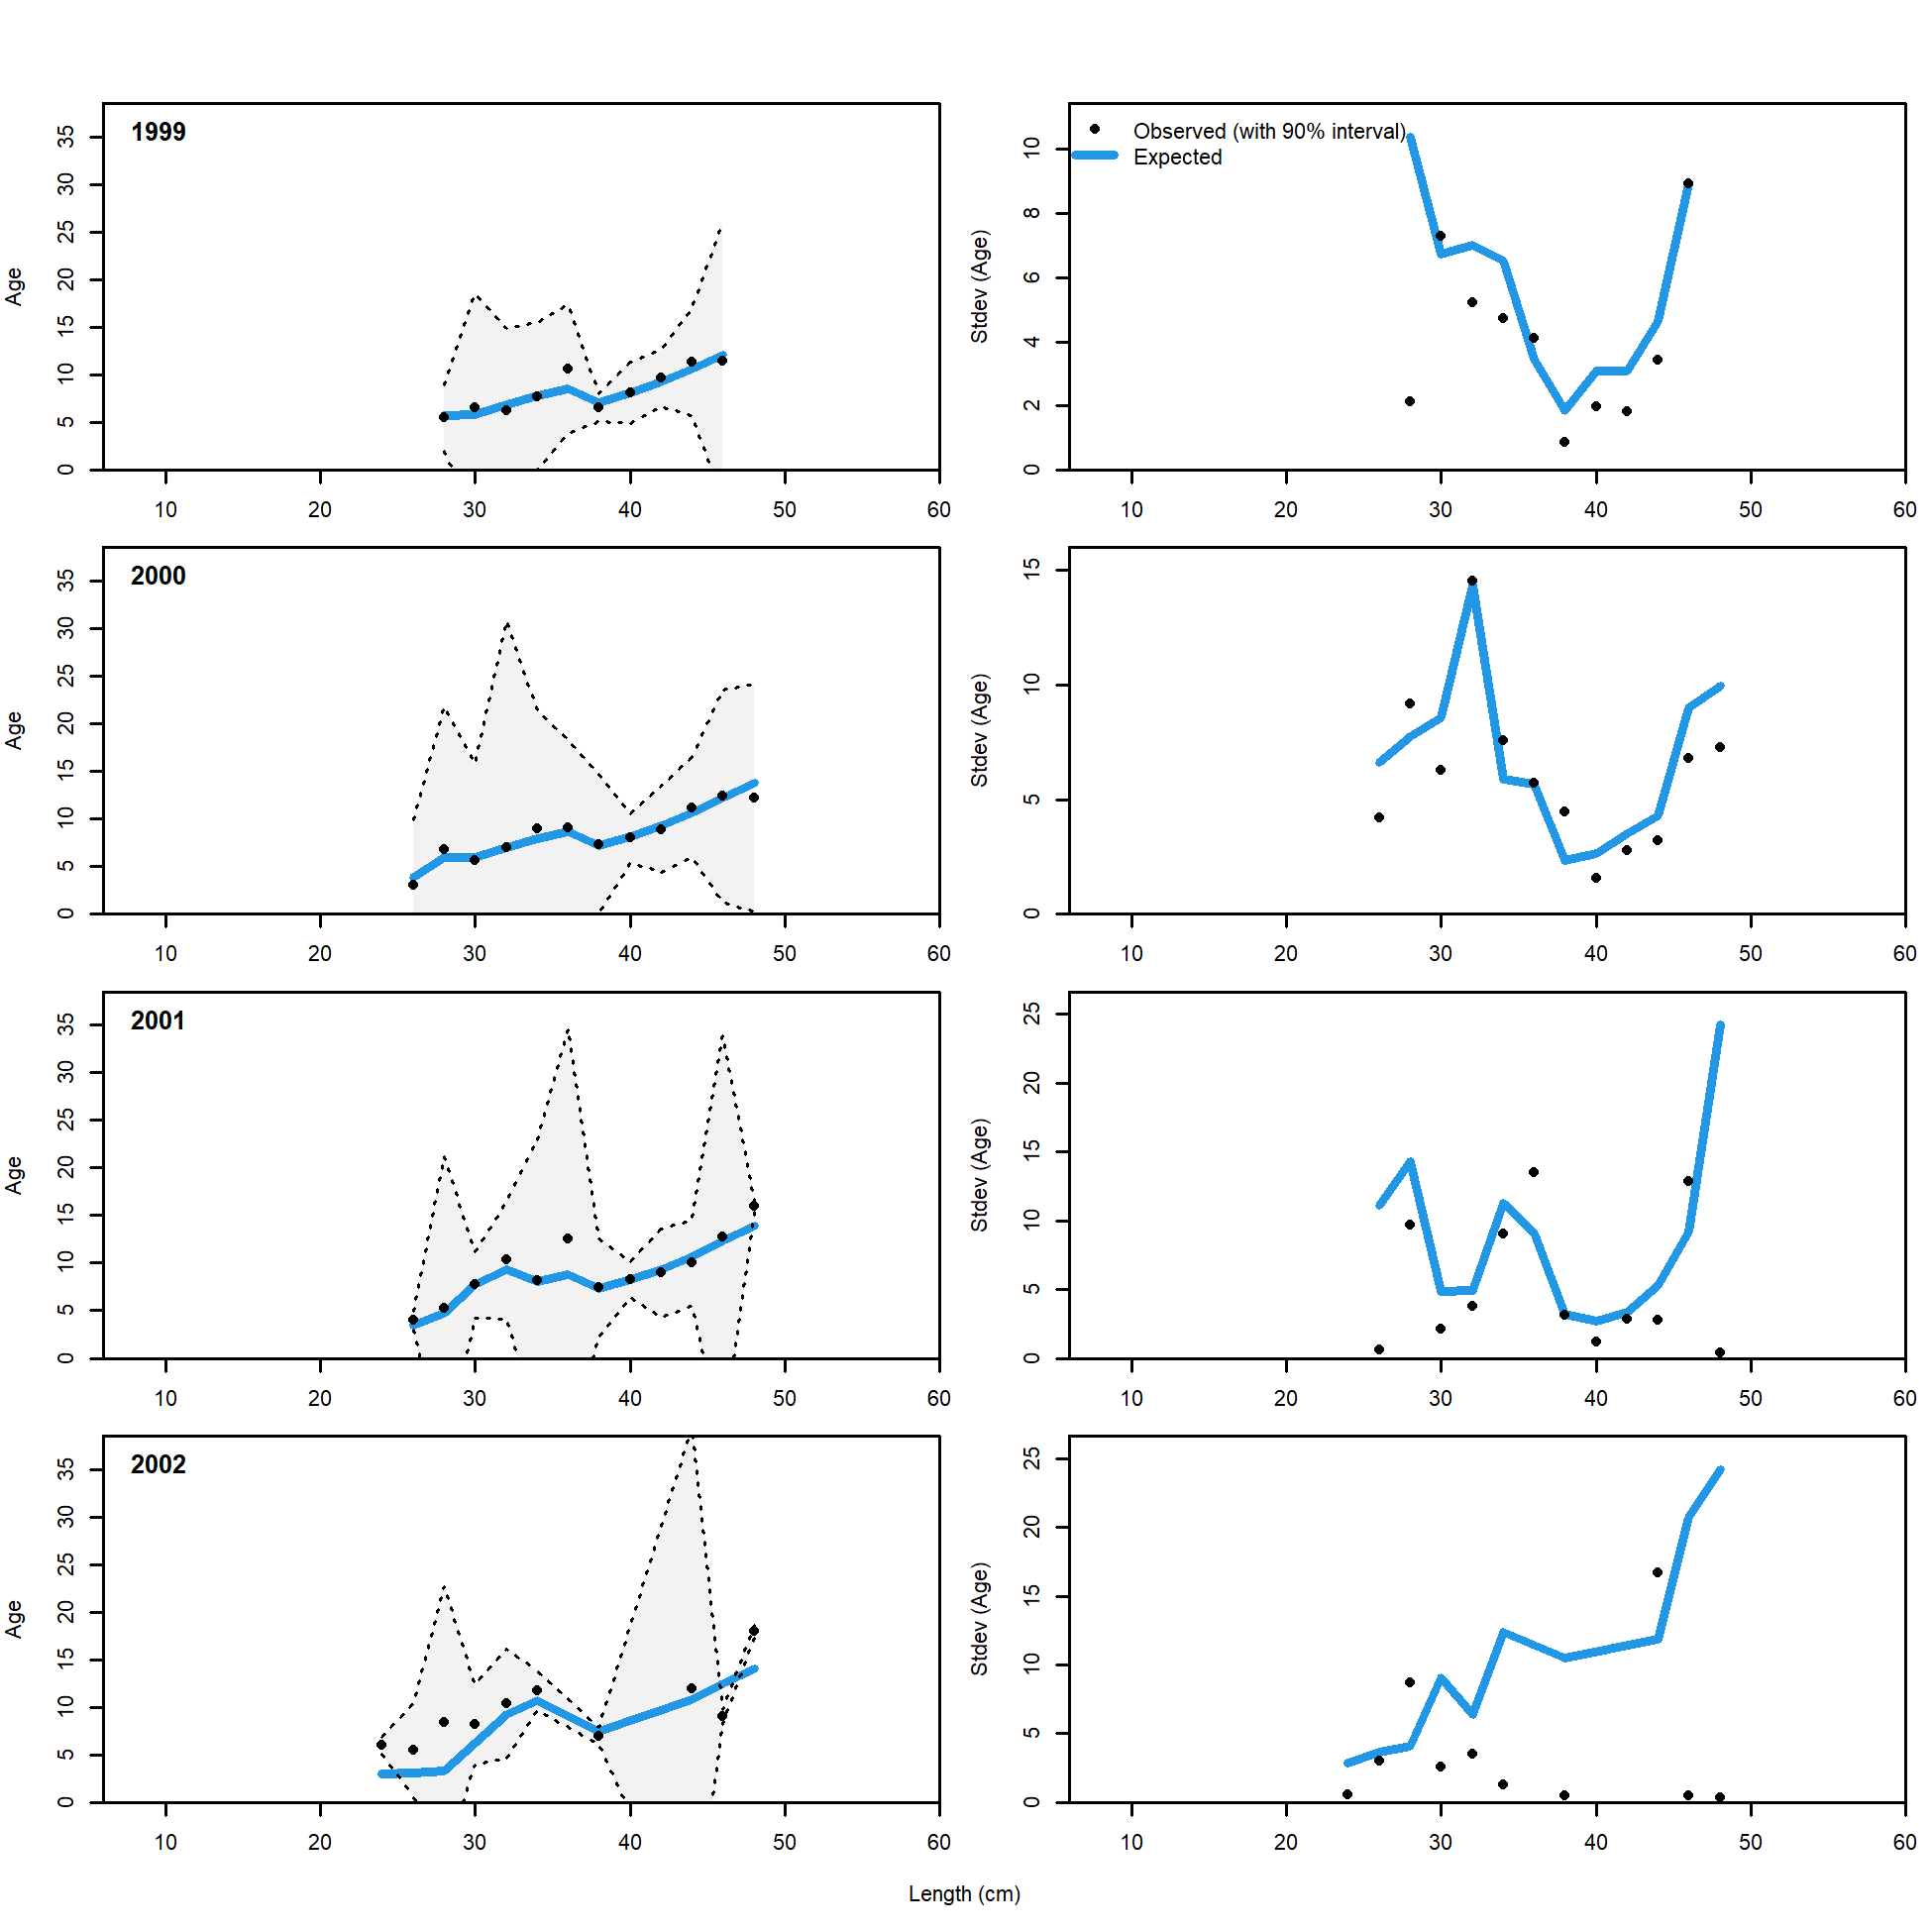 1999
Age
0 5 10 15 20 25 30 35
10 20 30 40 50 60
Observed (with 90% interval)
Expected
Stdev (Age)
0 2 4 6 8 10
10 20 30 40 50 60
2000
Age
0 5 10 15 20 25 30 35
10 20 30 40 50 60
Stdev (Age)
0 5 10 15
10 20 30 40 50 60
2001
Age
0 5 10 15 20 25 30 35
10 20 30 40 50 60
Stdev (Age)
0 5 10 15 20 25
10 20 30 40 50 60
2002
Age
0 5 10 15 20 25 30 35
10 20 30 40 50 60
Stdev (Age)
0 5 10 15 20 25
10 20 30 40 50 60
Length (cm)